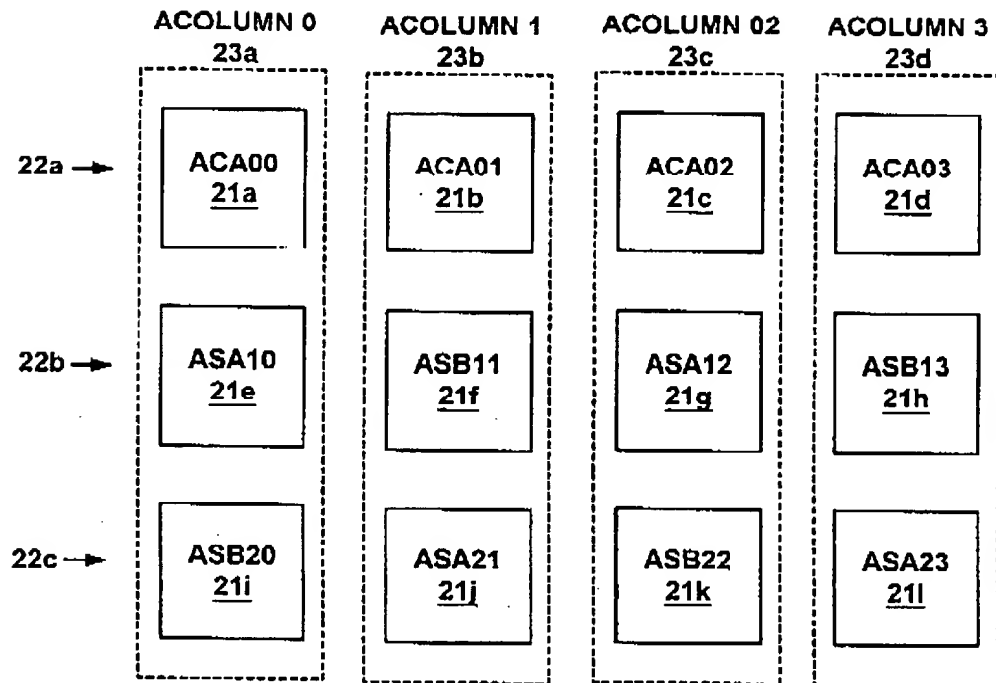 ACOLUMN 0
23a
ACOLUMN 1
23b
ACOLUMN 02
23c
ACOLUMN 3
23d
22a
ACA00
21a
ACA01
21b
ACA02
21c
ACA03
21d
22b
ASA10
21e
ASB11
21f
ASA12
21g
ASB13
21h
22c
ASB20
21i
ASA21
21j
ASB22
21k
ASA23
21l